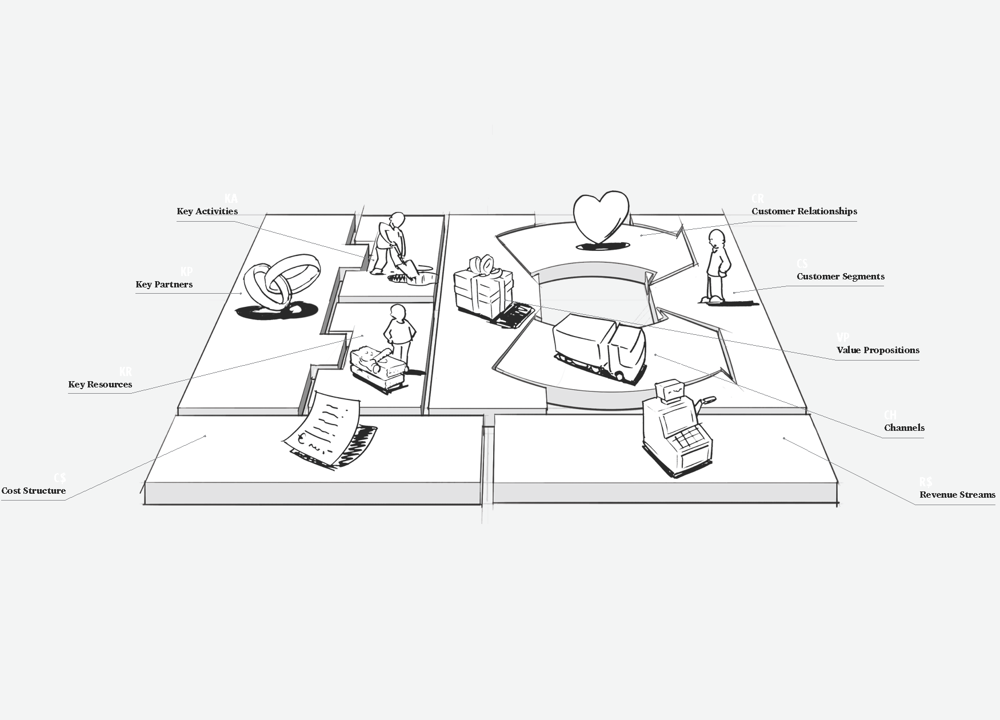 KA
Key Activities
CR
Customer Relationships
KP
Key Partners
CS
Customer Segments
VP
Value Propositions
KR
Key Resources
CH
Channels
C$
Cost Structure
R$
Revenue Streams